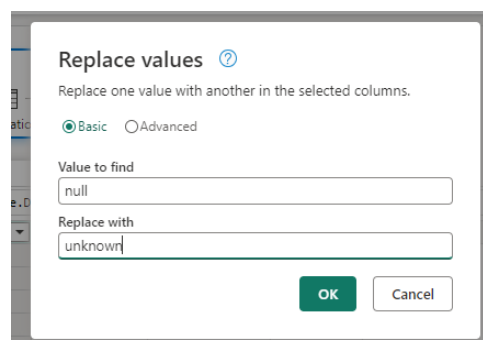 Replace values
Replace one value with another in the selected columns.
Basic Advanced
Value to find
null
Replace with
unknown
OK Cancel